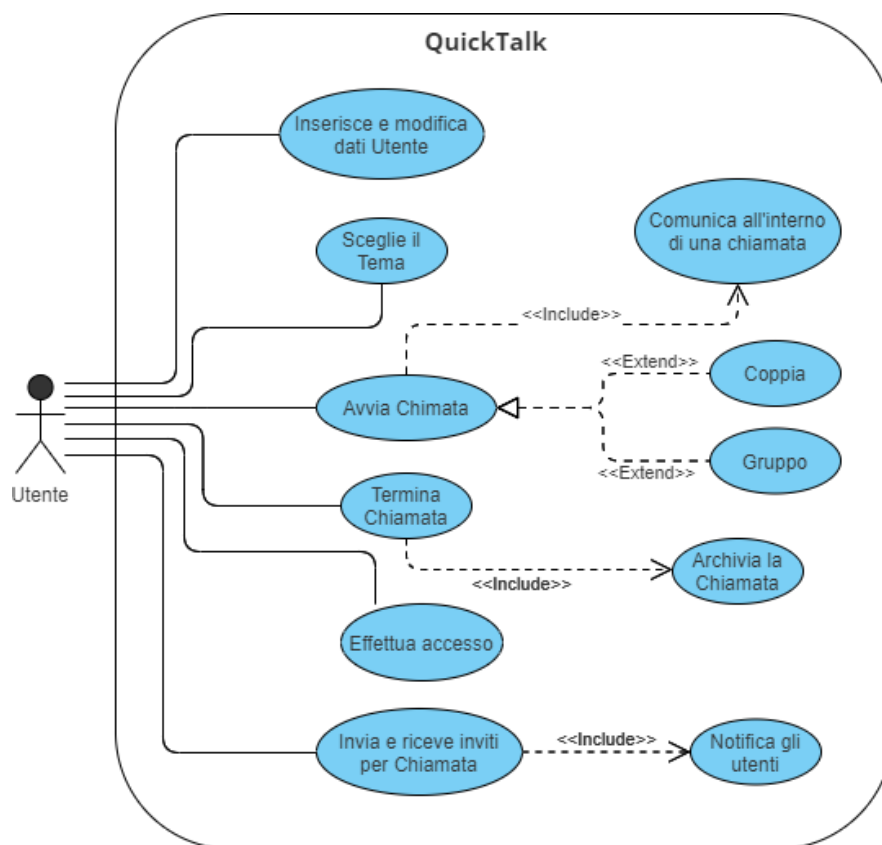 QuickTalk
Inserisce e modifica
dati Utente
Sceglie il
Tema
Comunica all'interno
di una chiamata
<<Include>>
<<Extend>>
Coppia
Avvia Chimata
<<Extend>>
Gruppo
Utente
Termina
Chiamata
<<Include>>
Archivia la
Chiamata
Effettua accesso
Invia e riceve inviti
per Chiamata
<<Include>>
Notifica gli
utenti